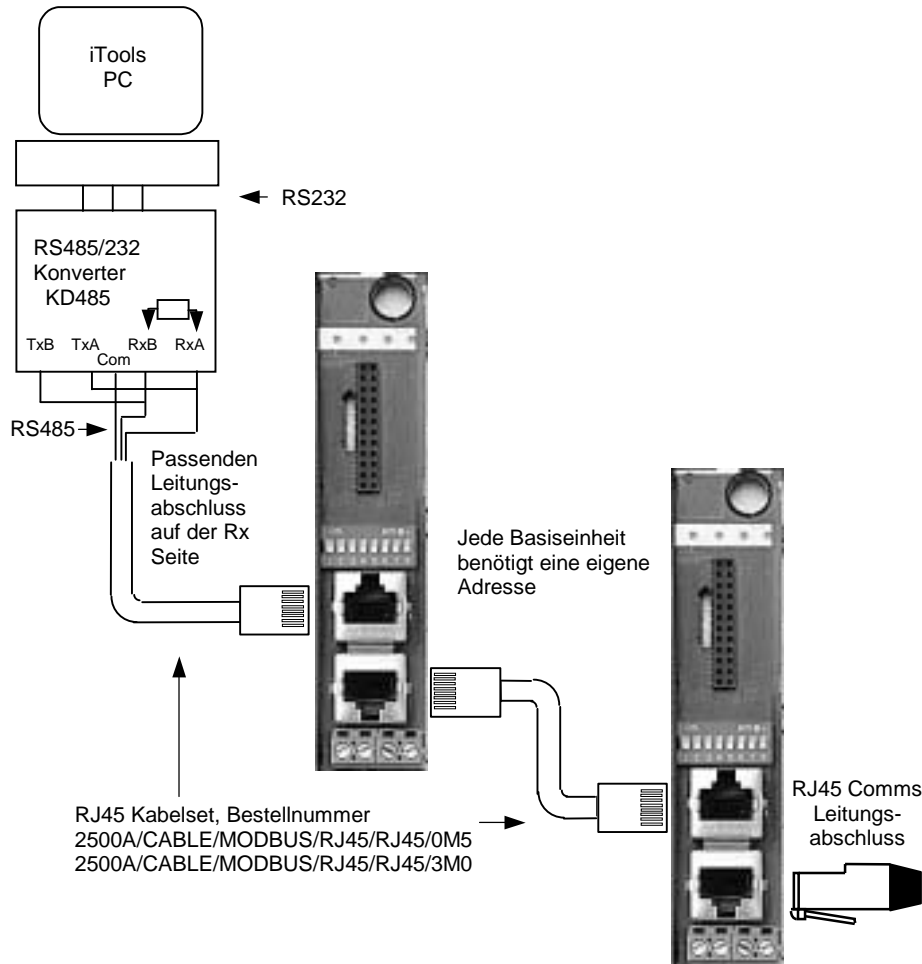 iTools
PC
RS232
RS485/232
Konverter
KD485
TxB TxA RxB RxA
Com
RS485
Passenden
Leitungs-
abschluss
auf der Rx
Seite
Jede Basiseinheit
benötigt eine eigene
Adresse
RJ45 Kabelset, Bestellnummer
2500A/CABLE/MODBUS/RJ45/RJ45/0M5
2500A/CABLE/MODBUS/RJ45/RJ45/3M0
RJ45 Comms
Leitungs-
abschluss